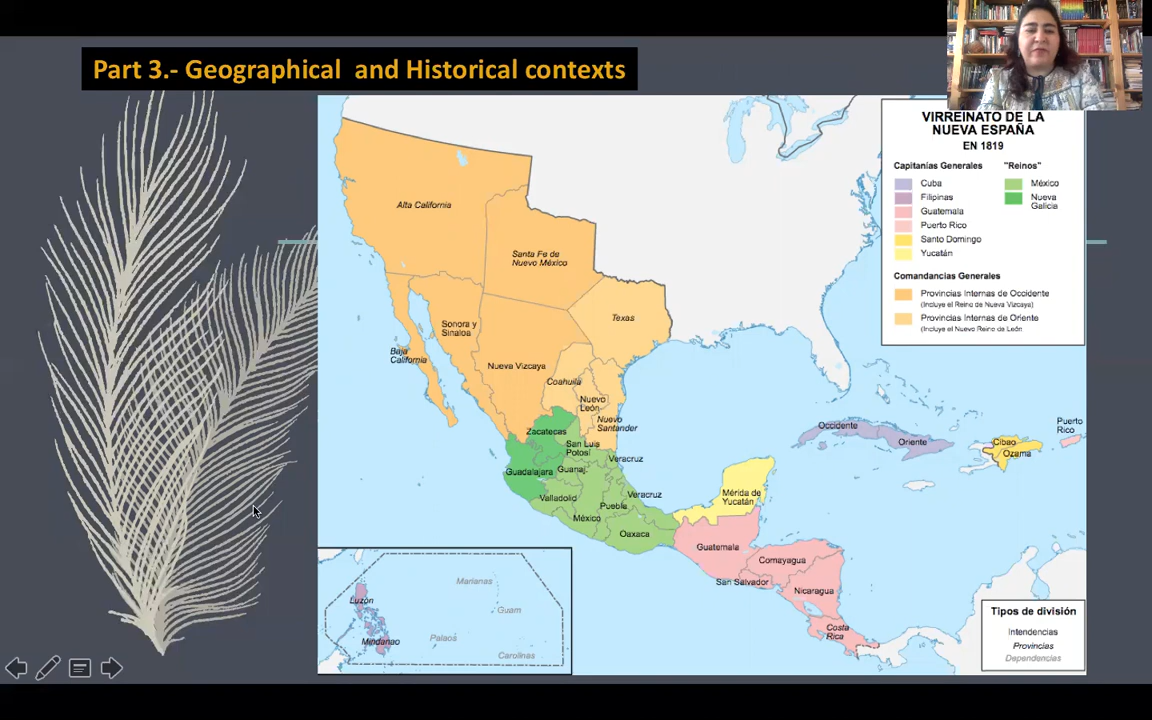 Part 3.- Geographical  and Historical contexts
VIRREINATO DE LA
NUEVA ESPAÑA
EN 1819
Capitanías Generales
Cuba
Filipinas
Guatemala
Puerto Rico
Santo Domingo
Yucatán
"Reinos"
México
Nueva
Galicia
Comandancias Generales
Provincias Internas de Occidente
(Incluye el Reino de Nueva Vizcaya)
Provincias Internas de Oriente
(Incluye el Nuevo Reino de León
Alta California
Santa Fe de
Nuevo México
Texas
Sonora y
Sinaloa
Baja
California
Nueva Vizcaya
Coahuila
Nuevo
León
Nuevo
Santander
Zacatecas
San Luis
Potosí
Guadalajara
Guanaj.
Veracruz
Valladolid
Veracruz
Puebla
México
Oaxaca
Mérida de
Yucatán
Occidente
Oriente
Cibao
Ozama
Puerto
Rico
Guatemala
Comayagua
San Salvador
Nicaragua
Costa
Rica
Marianas
Luzón
Guam
Mindanao
Palaos
Carolinas
Tipos de división
Intendencias
Provincias
Dependencias